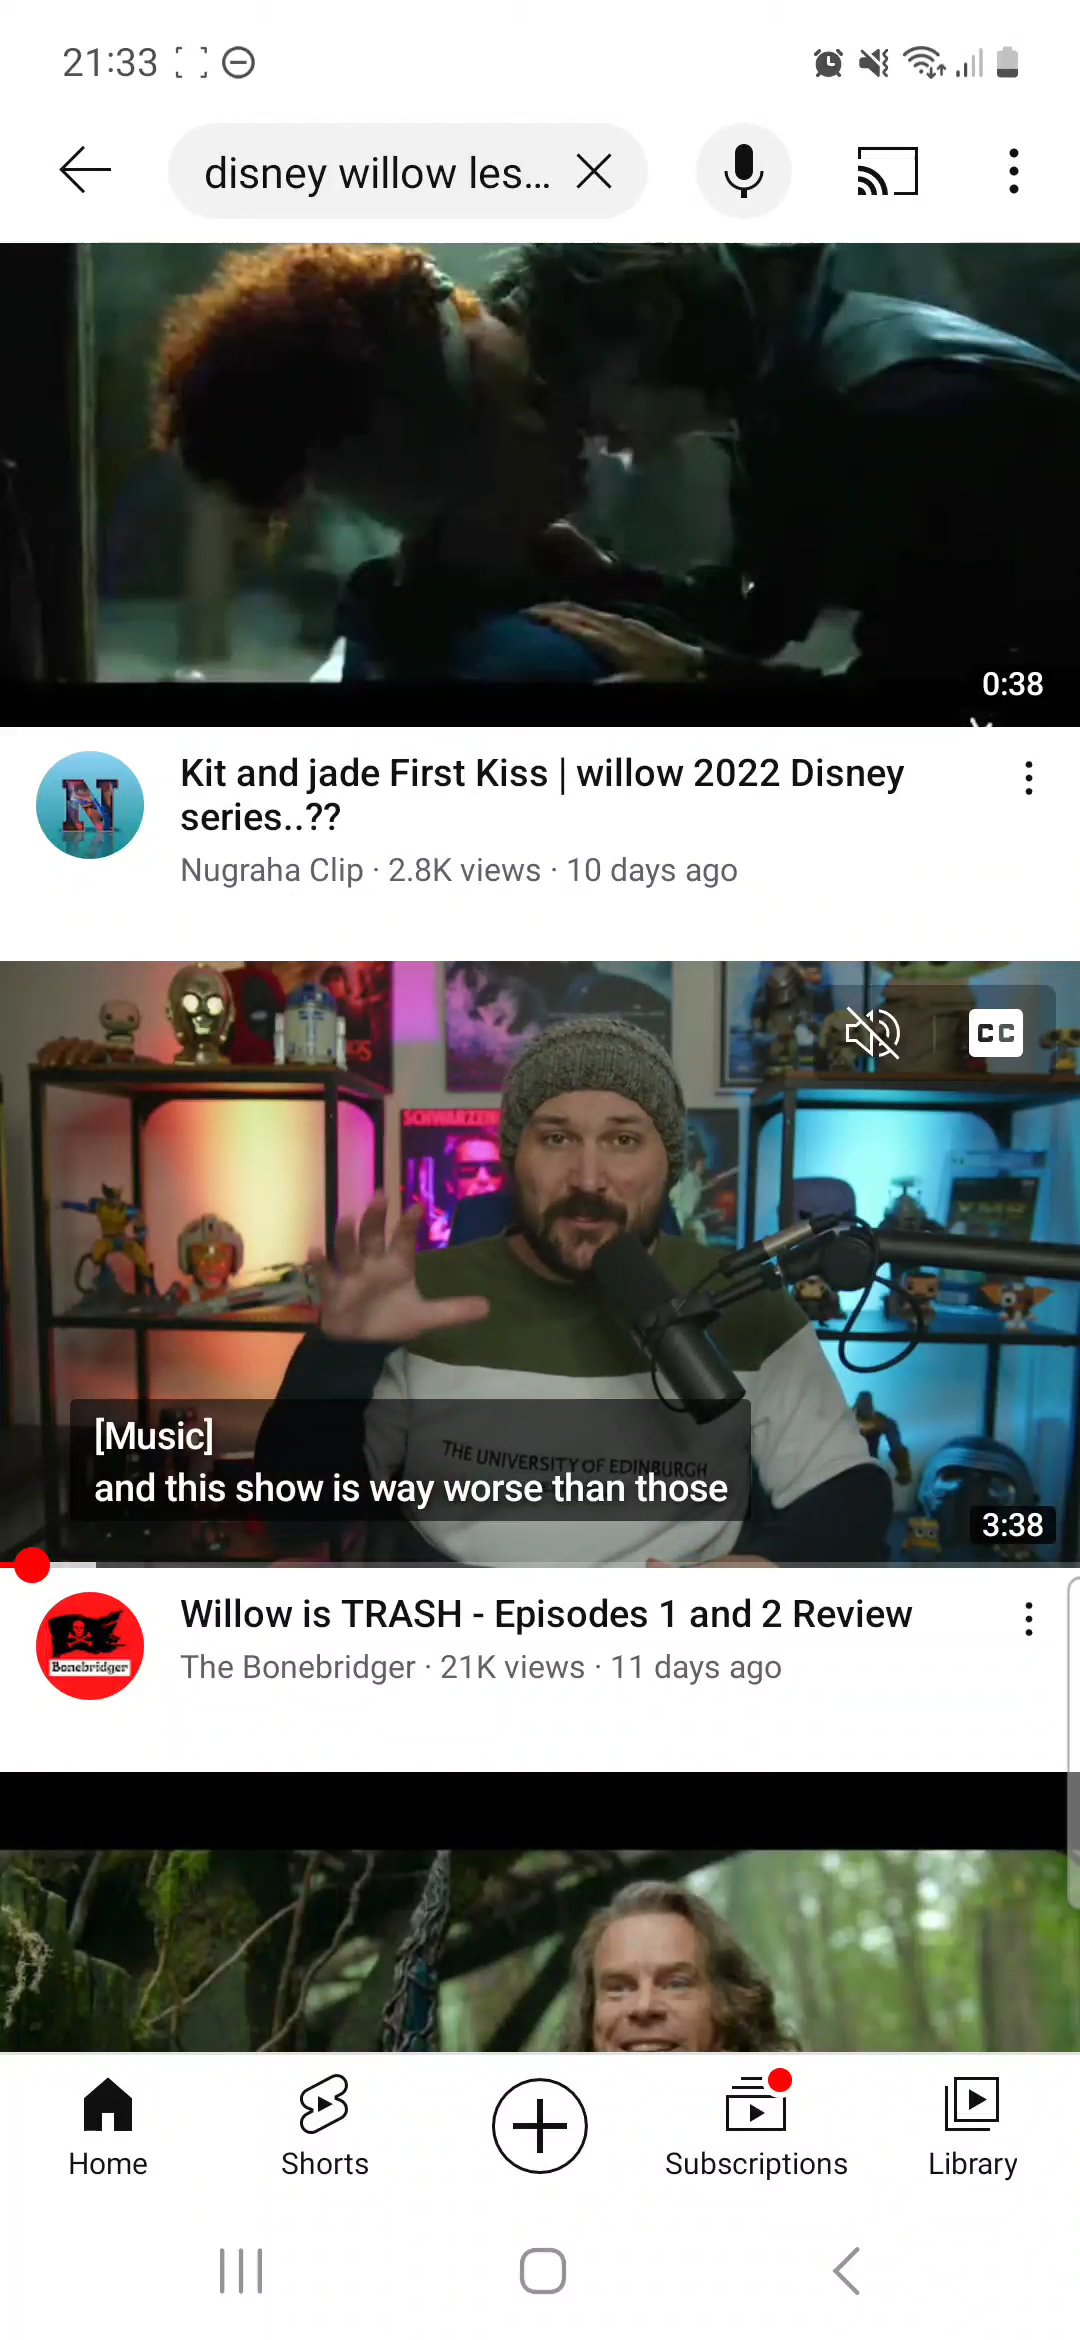 21:33
disney willow les...
0:38
Kit and jade First Kiss | willow 2022 Disney
series..??
Nugraha Clip · 2.8K views · 10 days ago
CC
SCHWARZEN
[Music]
THE UNIVERSITY OF EDINBURGH
and this show is way worse than those
3:38
Willow is TRASH - Episodes 1 and 2 Review
Bonebridger
The Bonebridger · 21K views · 11 days ago
Home
Shorts
Subscriptions
Library